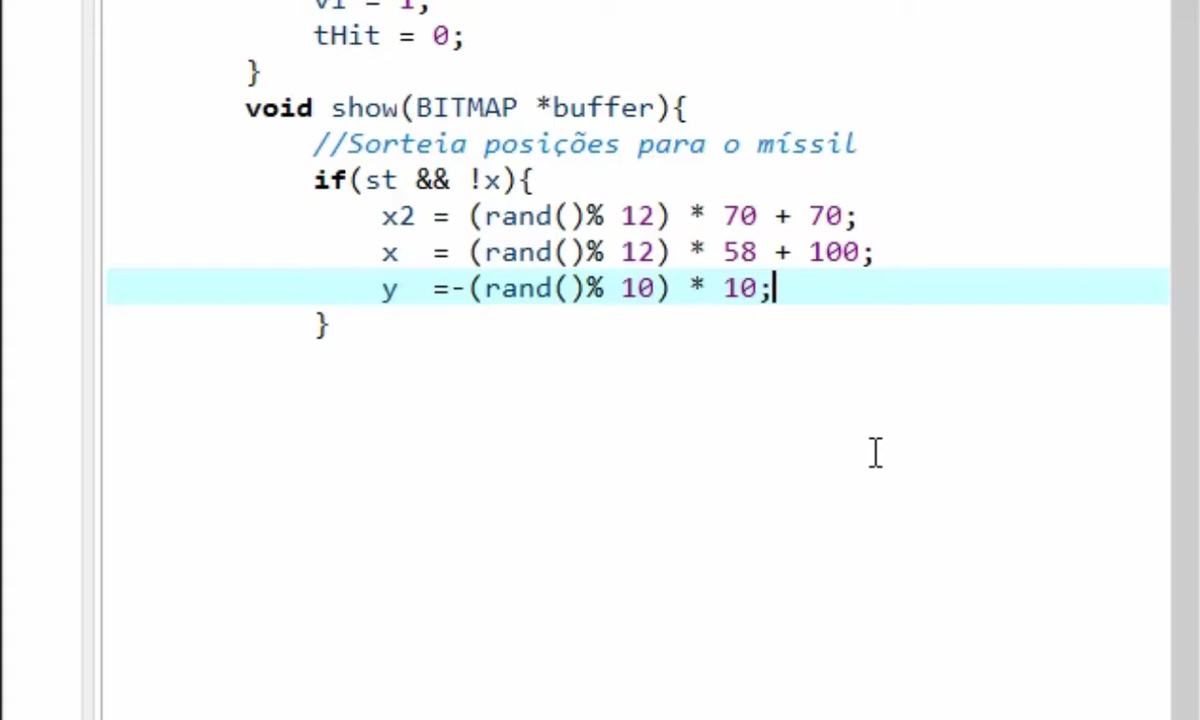 tHit = 0;
}
void show(BITMAP *buffer){
//Sorteia posições para o míssil
if(st && !x){
x2 = (rand()% 12) * 70 + 70;
x  = (rand()% 12) * 58 + 100;
y  =-(rand()% 10) * 10;
}